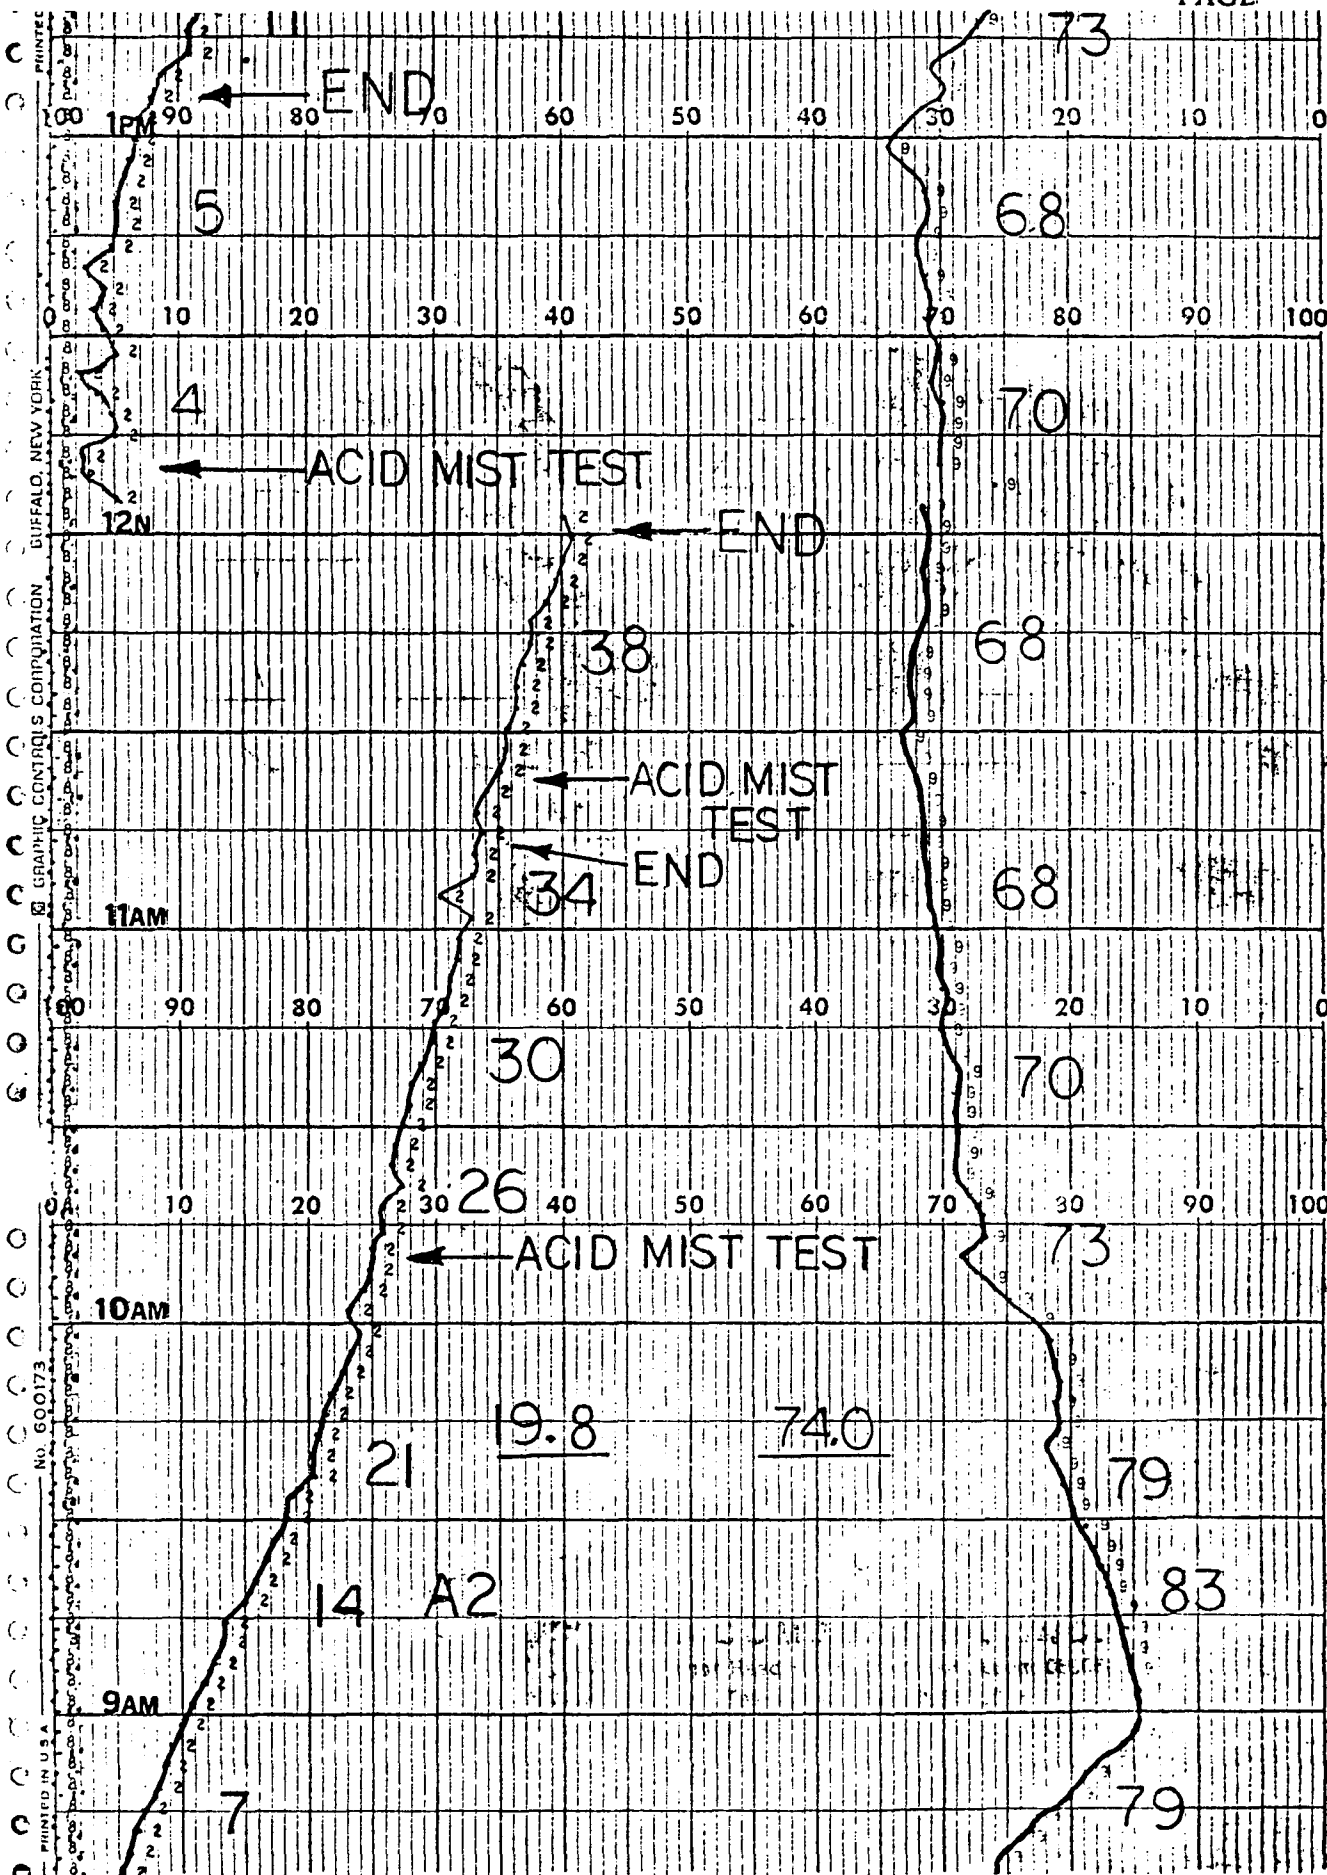 PAGE
73
END
100 90 80 70 60 50 40 30 20 10 0
1PM
5
68
0 10 20 30 40 50 60 70 80 90 100
4
70
ACID MIST TEST
12N
END
38
68
ACID MIST
TEST
END
34
68
11AM
100 90 80 70 60 50 40 30 20 10 0
30
70
26
0 10 20 30 40 50 60 70 80 90 100
73
ACID MIST TEST
10AM
19.8
74.0
21
79
14
A2
83
9AM
7
79
PRINTED
GRAPHIC CONTROLS CORPORATION BUFFALO, NEW YORK
No. 600173
PRINTED IN U.S.A.